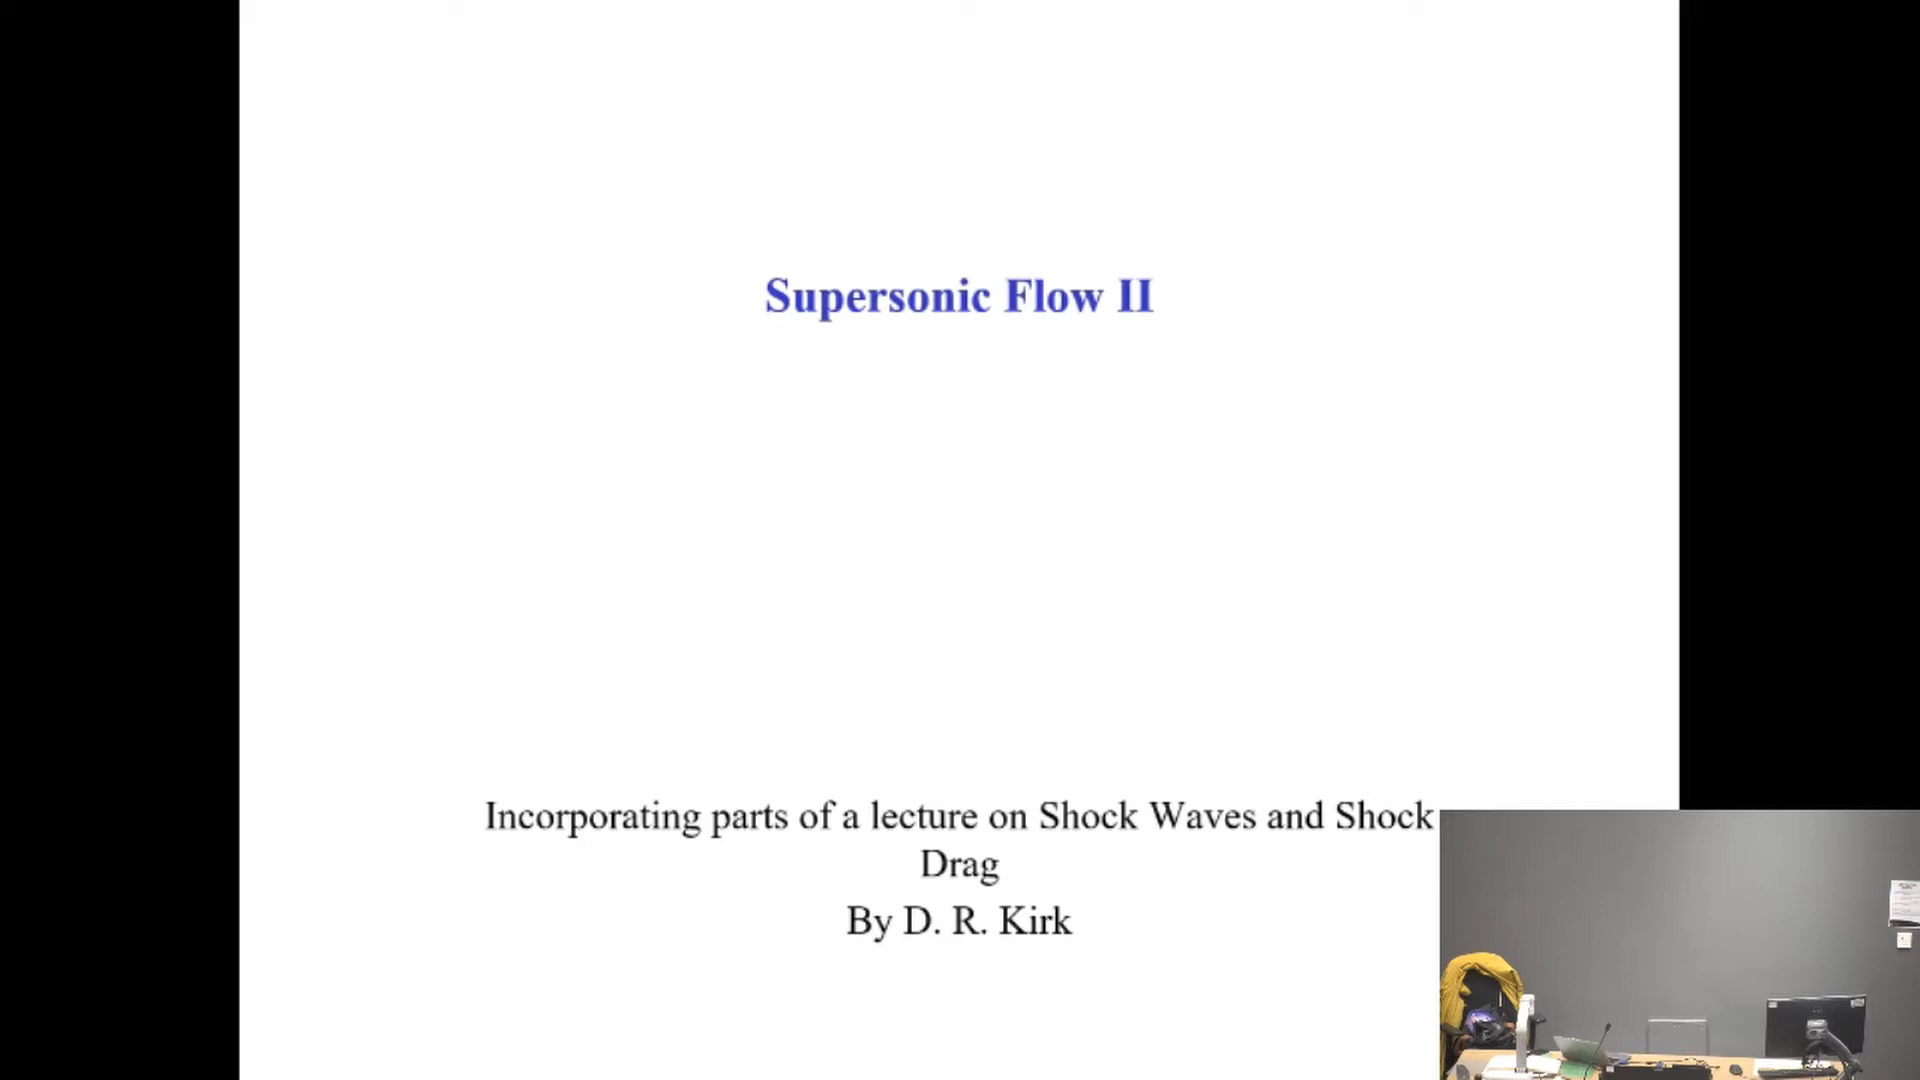 Supersonic Flow II
Incorporating parts of a lecture on Shock Waves and Shock
Drag
By D. R. Kirk